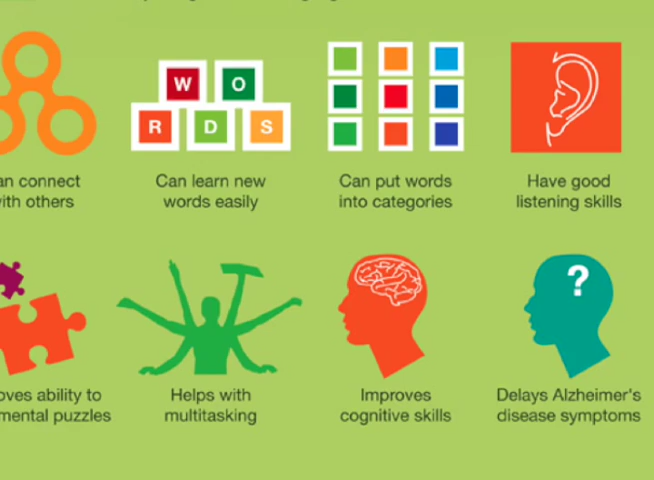 W O
R D S
an connect
ith others
Can learn new
words easily
Can put words
into categories
Have good
listening skills
?
oves ability to
mental puzzles
Helps with
multitasking
Improves
cognitive skills
Delays Alzheimer's
disease symptoms